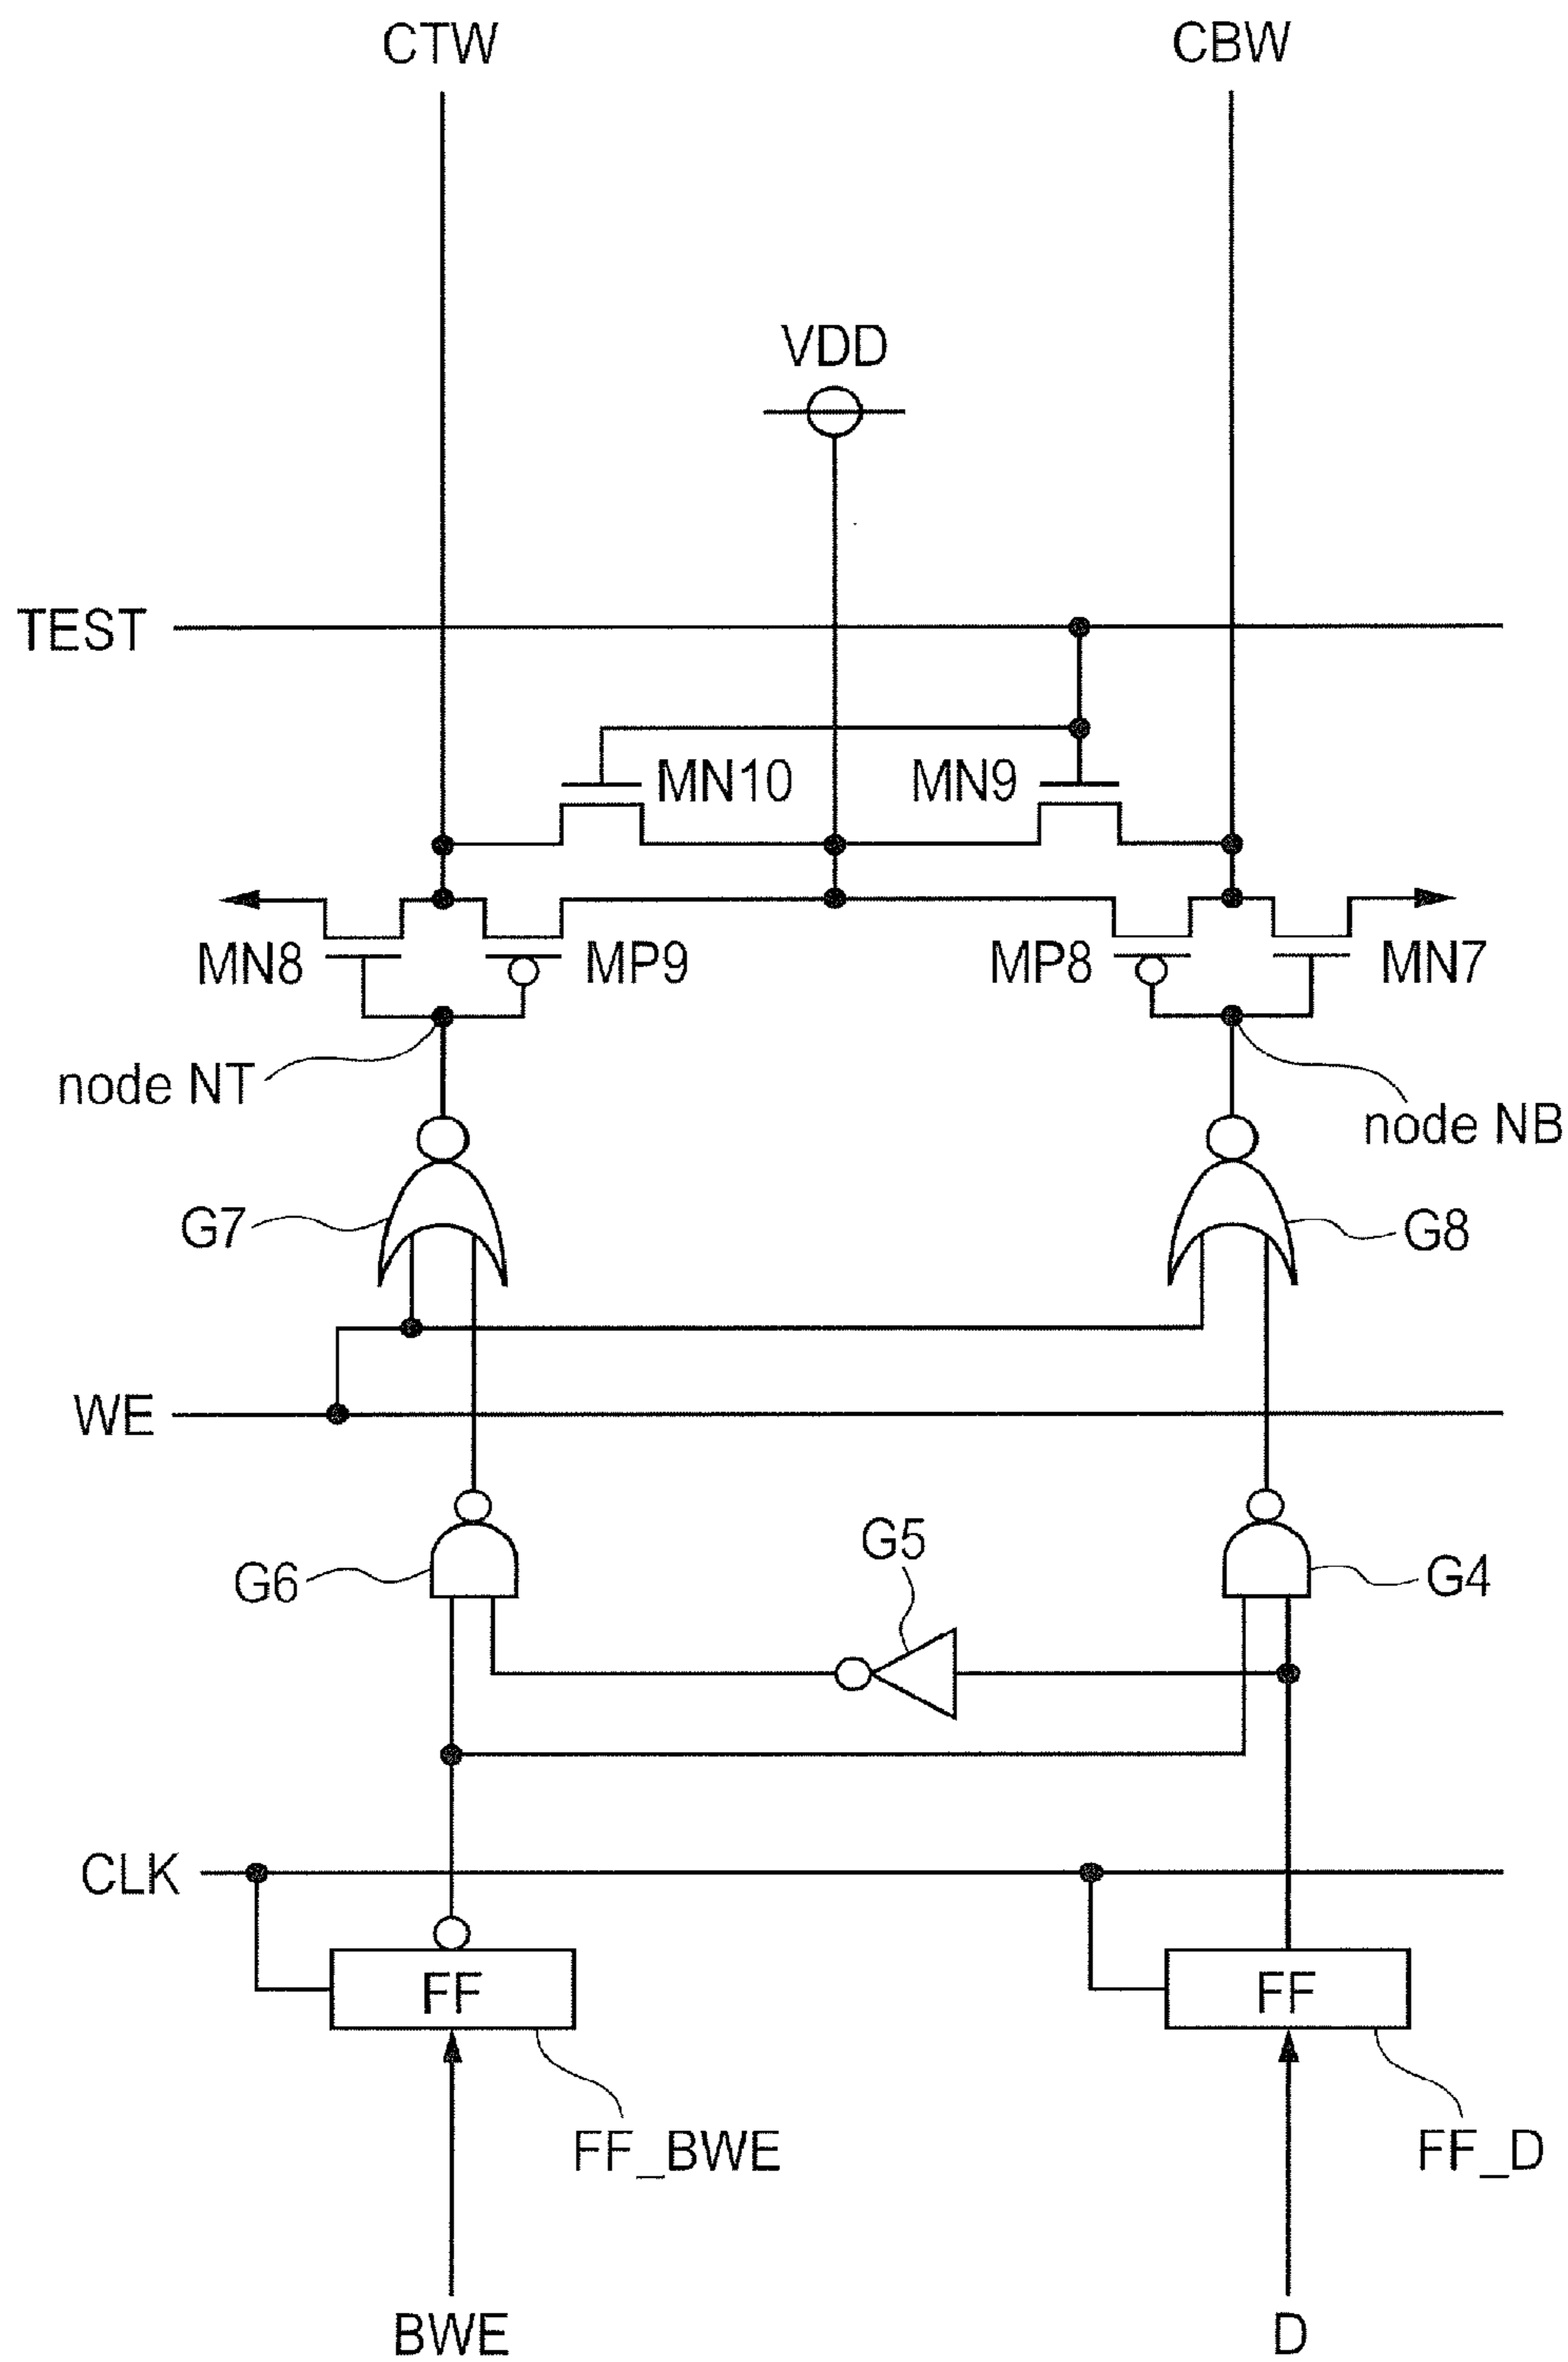 CTW
CBW
VDD
TEST
MN10
MN9
MN8
MP9
MP8
MN7
node NT
node NB
G7
G8
WE
G5
G6
G4
CLK
FF
FF
FF_BWE
FF_D
BWE
D